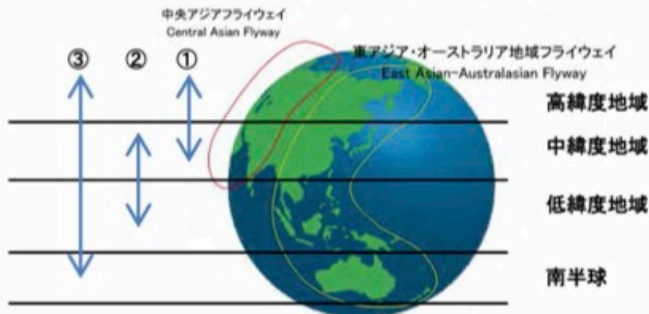 中央アジアフライウェイ
Central Asian Flyway
東アジア・オーストラリア地域フライウェイ
East Asian-Australasian Flyway
③
②
①
高緯度地域
中緯度地域
低緯度地域
南半球